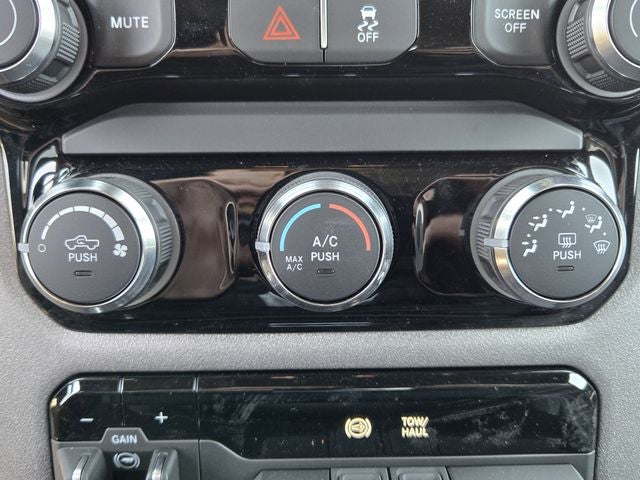 MUTE
OFF
SCREEN
OFF
PUSH
A/C
PUSH
MAX
A/C
PUSH
-
+
GAIN
TOW/
HAUL